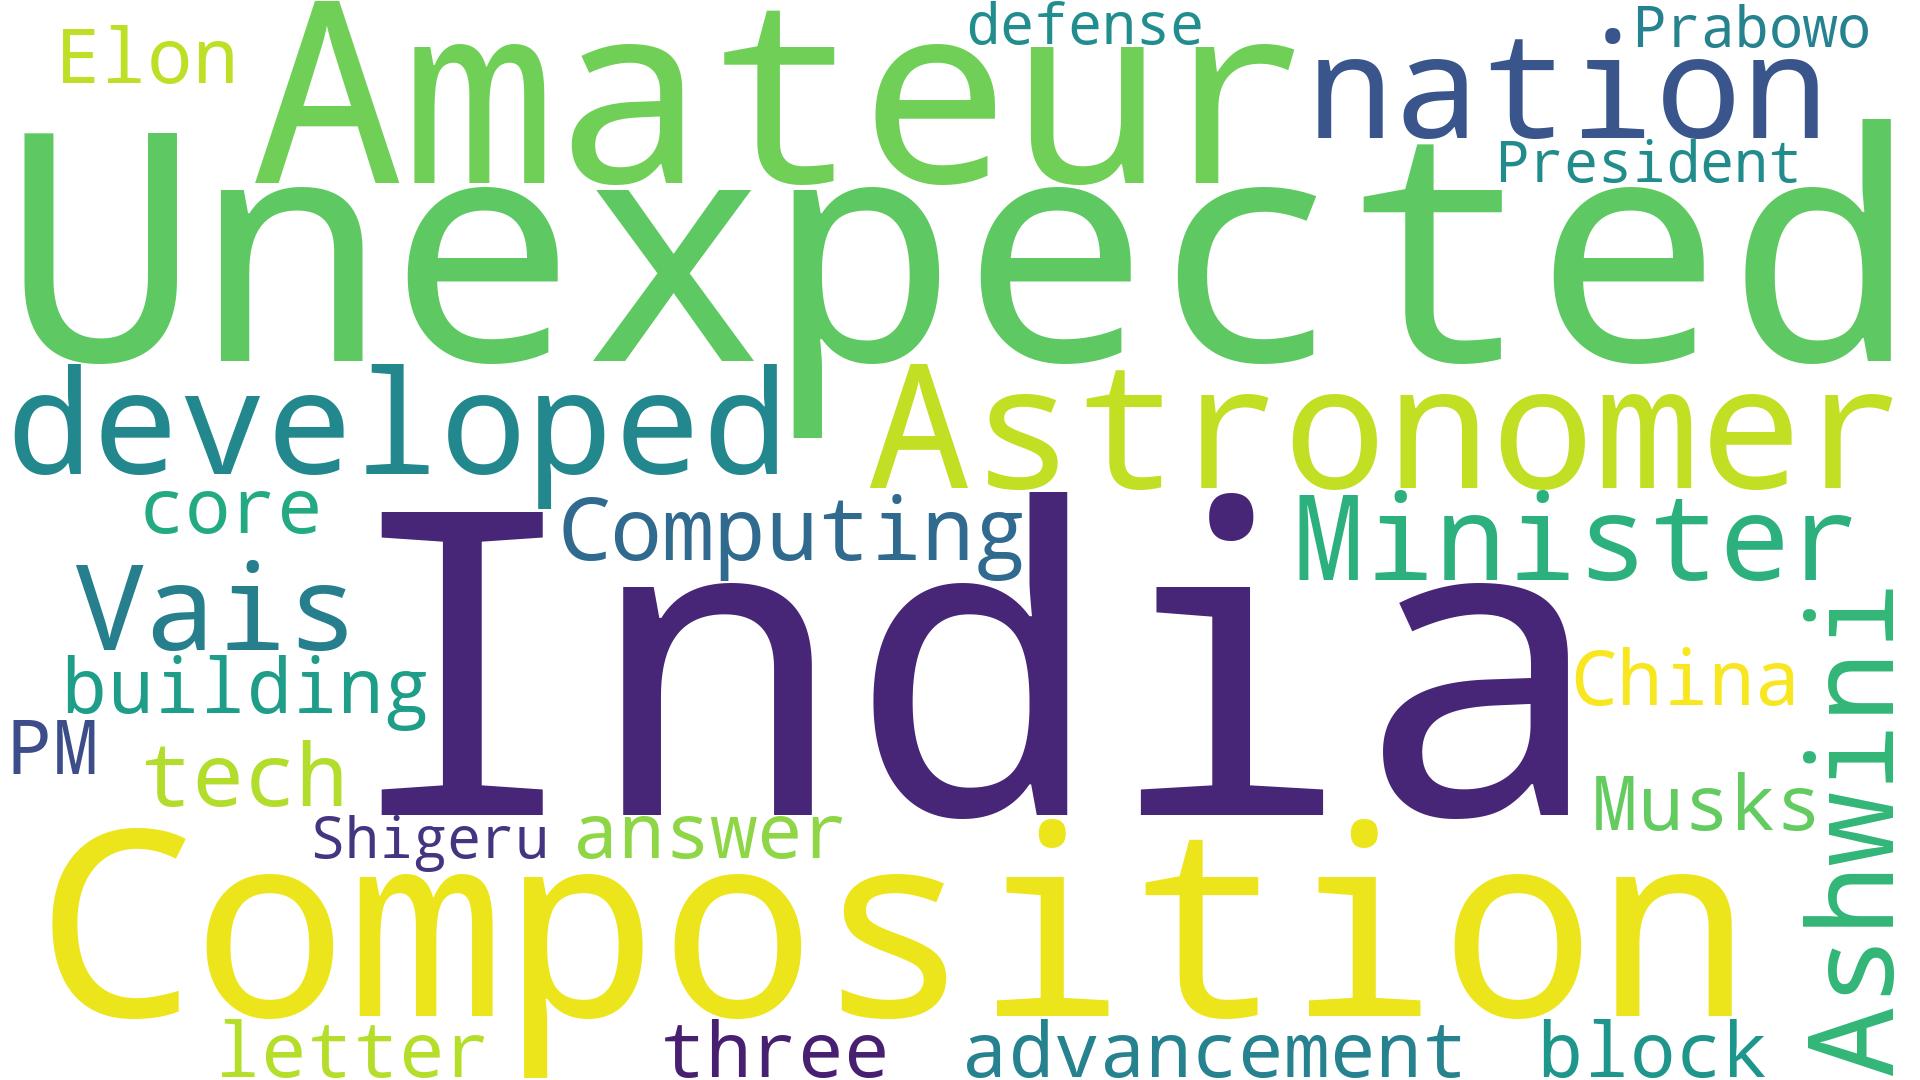 defense
Prabowo
Elon
Amateur
nation
President
Unexpected
developed
Astronomer
core
Computing
Minister
Vais
India
building
China
Ashwini
PM
tech
Musks
Shigeru
answer
Composition
letter
three
advancement
block